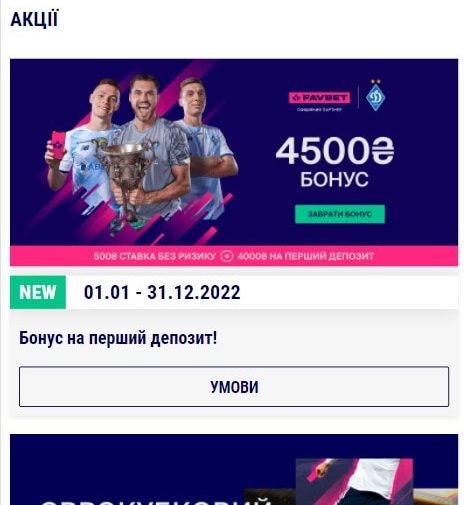 АКЦІЇ
FAVBET
ОФІЦІЙНИЙ ПАРТНЕР
4500₴
БОНУС
ЗАБРАТИ БОНУС
500₴ СТАВКА БЕЗ РИЗИКУ + 4000₴ НА ПЕРШИЙ ДЕПОЗИТ
NEW 01.01 - 31.12.2022
Бонус на перший депозит!
УМОВИ